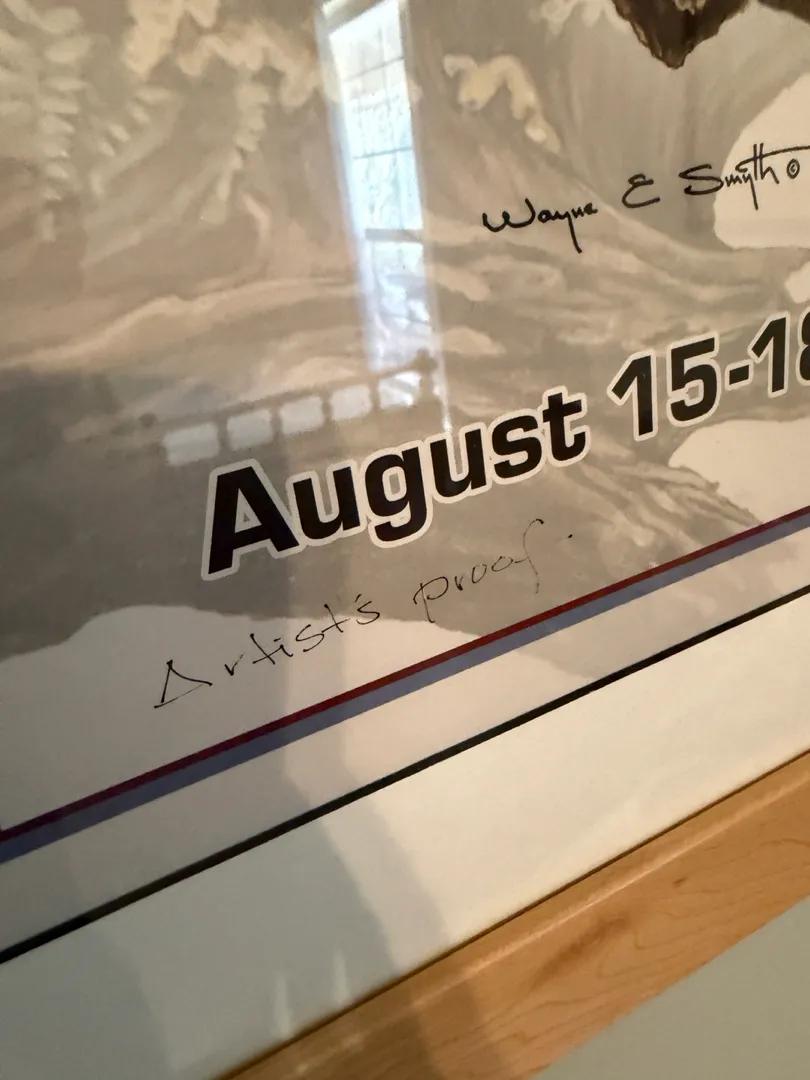 Wayne E Smyth ©
August 15-18
Artist's proof.